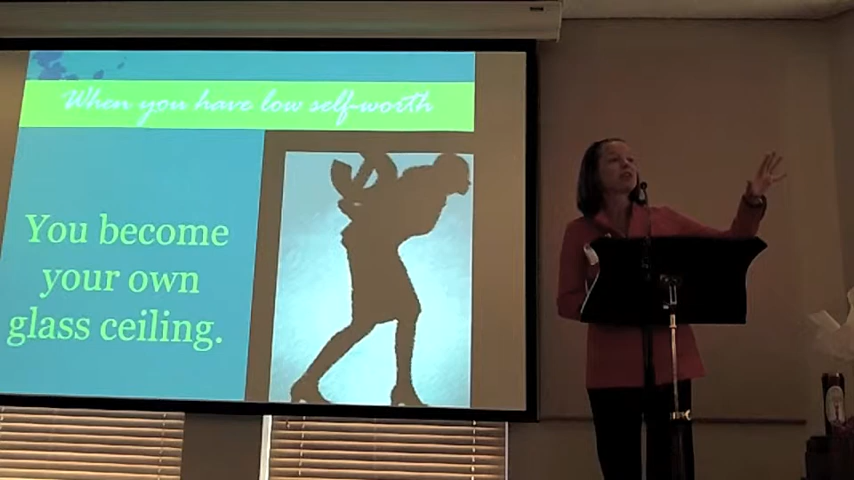 When you have low self-worth
You become
your own
glass ceiling.